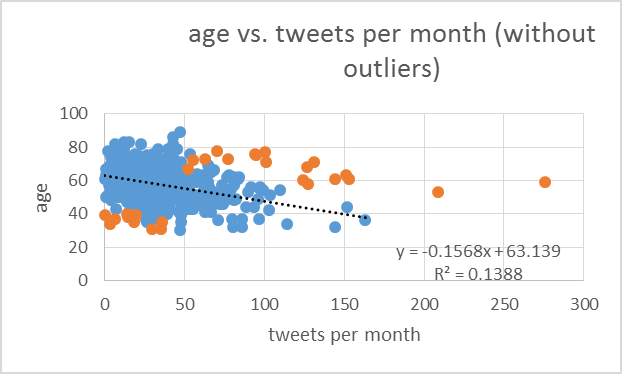 age vs. tweets per month (without
outliers)
100
80
60
40
20
0
age
y = -0.1568x + 63.139
R² = 0.1388
0 50 100 150 200 250 300
tweets per month